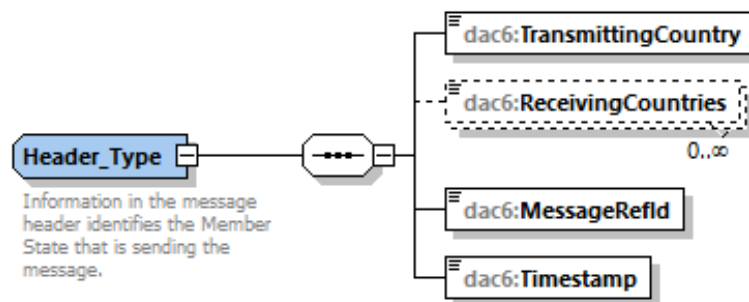 dac6:TransmittingCountry
dac6:ReceivingCountries
0..∞
Header_Type
Information in the message
header identifies the Member
State that is sending the
message.
dac6:MessageRefId
dac6:Timestamp